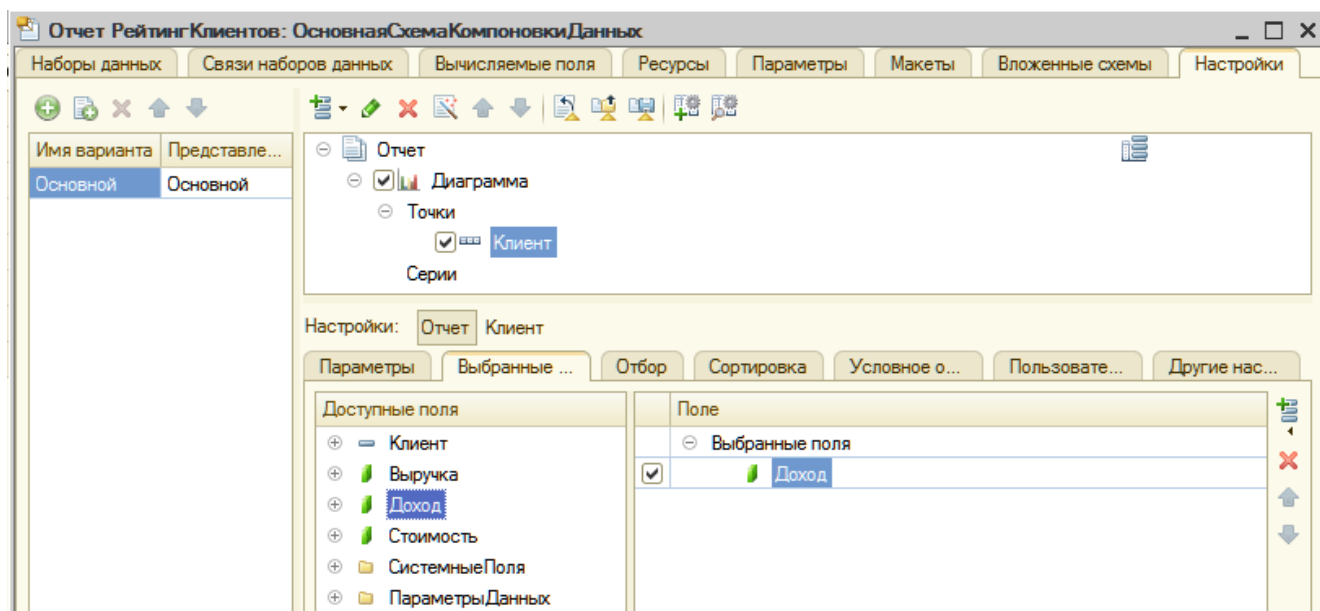 Отчет РейтингКлиентов: ОсновнаяСхемаКомпоновкиДанных
Наборы данных Связи наборов данных Вычисляемые поля Ресурсы Параметры Макеты Вложенные схемы Настройки
Имя варианта Представле...
Основной Основной
Отчет
Диаграмма
Точки
Клиент
Серии
Настройки: Отчет Клиент
Параметры Выбранные ... Отбор Сортировка Условное о... Пользовате... Другие нас...
Доступные поля Поле
Клиент Выбранные поля
Выручка Доход
Доход
Стоимость
СистемныеПоля
ПараметрыДанных